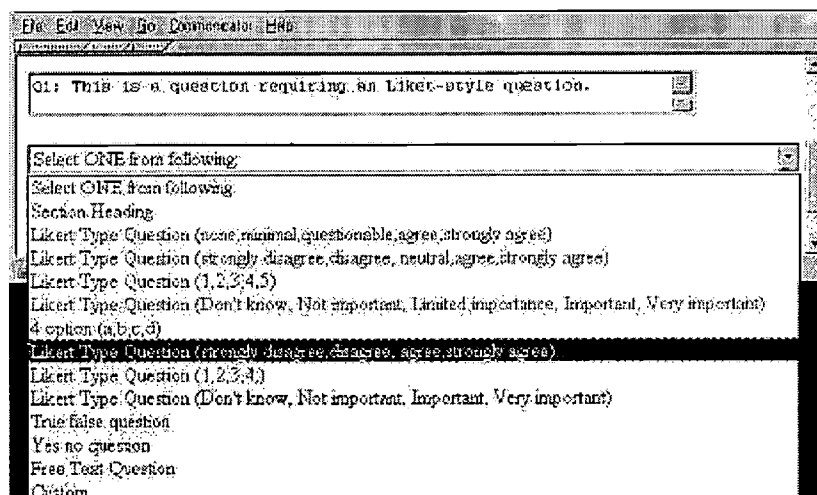 File Edit View Go Communicator Help
Q1: This is a question requiring an Liket-style question.
Select ONE from following:
Select ONE from following:
Section Heading
Likert Type Question (none,minimal,questionable,agree,strongly agree)
Likert Type Question (strongly disagree,disagree, neutral,agree,strongly agree)
Likert Type Question (1,2,3,4,5)
Likert Type Question (Don't know, Not important, Limited importance, Important, Very important)
4 option (a,b,c,d)
Likert Type Question (strongly disagree,disagree, agree,strongly agree)
Likert Type Question (1,2,3,4,)
Likert Type Question (Don't know, Not important, Important, Very important)
True false question
Yes no question
Free Text Question
Custom